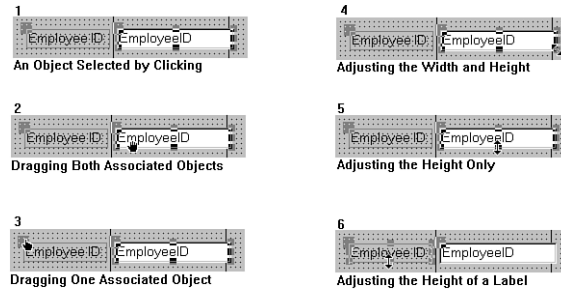 1
Employee ID EmployeeID
An Object Selected by Clicking
2
Employee ID EmployeeID
Dragging Both Associated Objects
3
Employee ID EmployeeID
Dragging One Associated Object
4
Employee ID EmployeeID
Adjusting the Width and Height
5
Employee ID EmployeeID
Adjusting the Height Only
6
Employee ID EmployeeID
Adjusting the Height of a Label